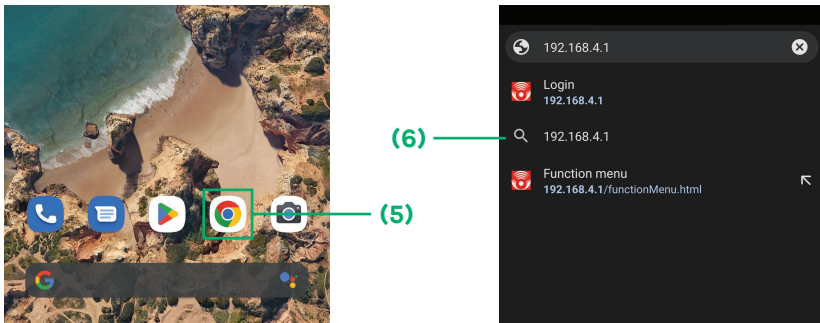 192.168.4.1
Login
192.168.4.1
(6)
192.168.4.1
Function menu
192.168.4.1/functionMenu.html
(5)
G